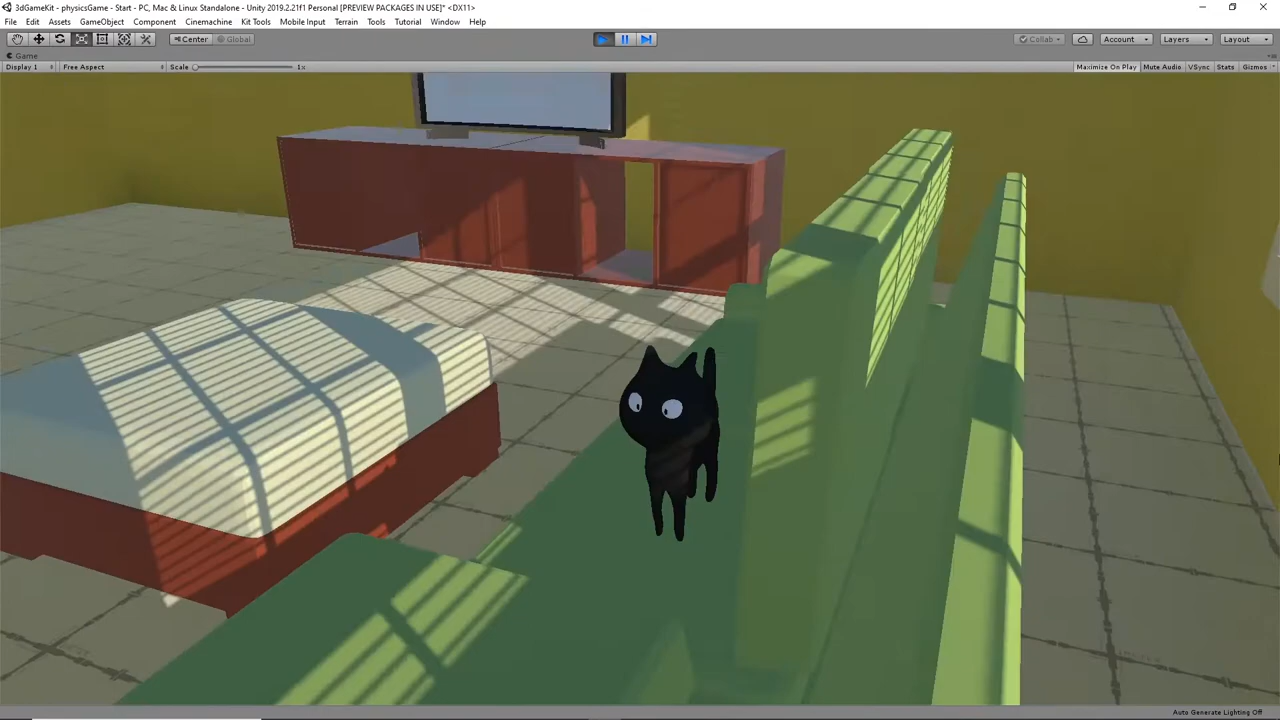 3dGameKit - physicsGame - Start - PC, Mac & Linux Standalone - Unity 2019.2.21f1 Personal [PREVIEW PACKAGES IN USE]* <DX11>
File Edit Assets GameObject Component Cinemachine Kit Tools Mobile Input Terrain Tools Tutorial Window Help
Center Global Collab Account Layers Layout
Game
Display 1 Free Aspect Scale 1x Maximize On Play Mute Audio VSync Stats Gizmos
Auto Generate Lighting Off